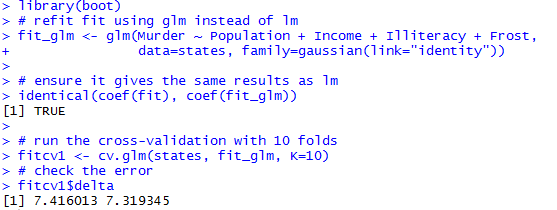 > library(boot)
> # refit fit using glm instead of lm
> fit_glm <- glm(Murder ~ Population + Income + Illiteracy + Frost,
+                data=states, family=gaussian(link="identity"))
>
> # ensure it gives the same results as lm
> identical(coef(fit), coef(fit_glm))
[1] TRUE
>
> # run the cross-validation with 10 folds
> fitcv1 <- cv.glm(states, fit_glm, K=10)
> # check the error
> fitcv1$delta
[1] 7.416013 7.319345